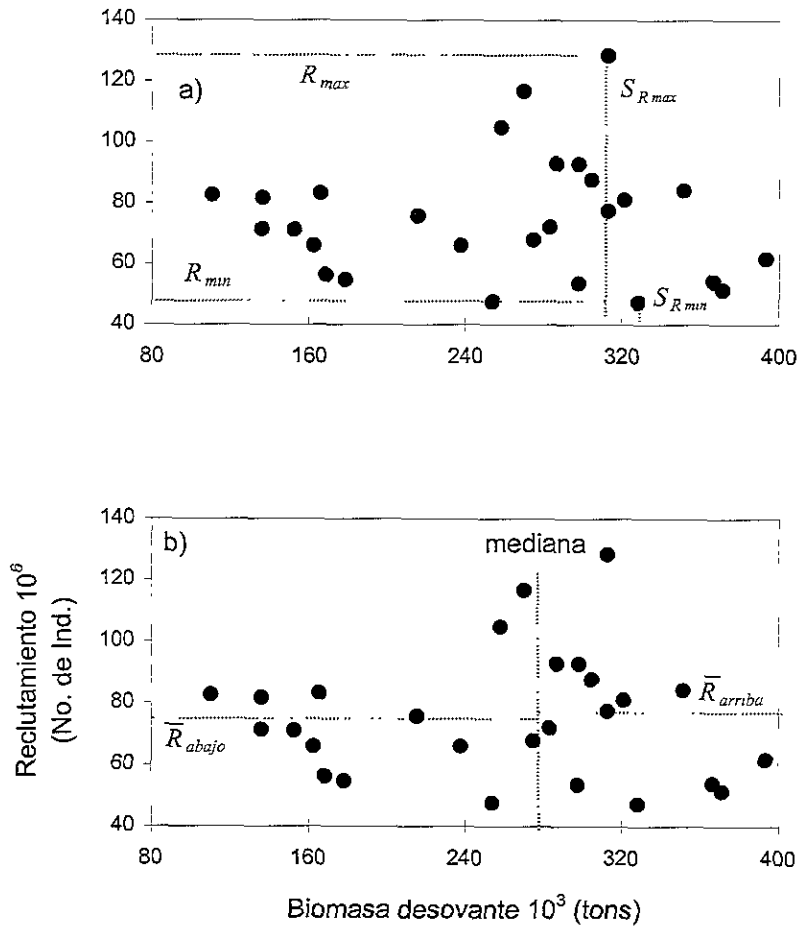 140
120
100
80
60
40
a)
R max
S R max
R min
S R min
80
160
240
320
400
Reclutamiento 10⁶
(No. de Ind.)
140
120
100
80
60
40
b)
mediana
R̅ arriba
R̅ abajo
80
160
240
320
400
Biomasa desovante 10³ (tons)